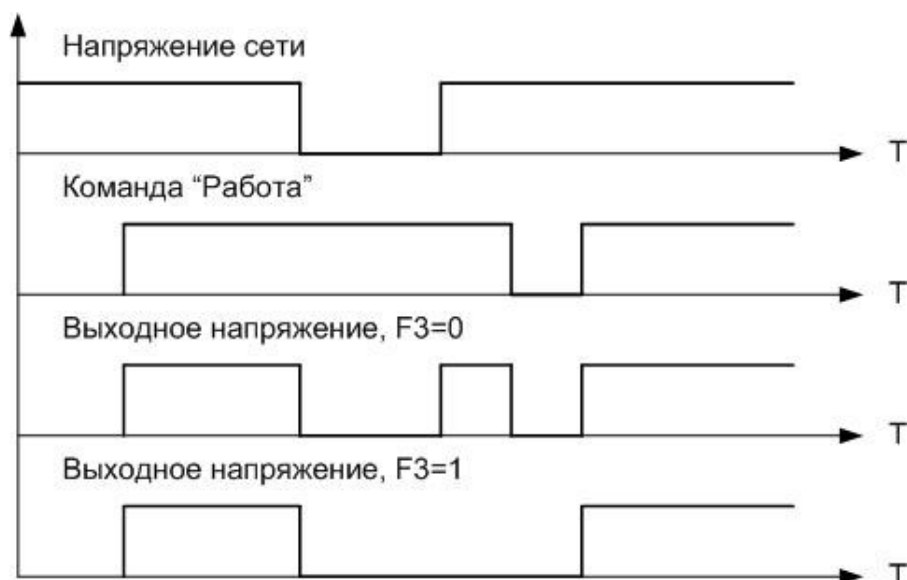 Напряжение сети
T
Команда “Работа”
T
Выходное напряжение, F3=0
T
Выходное напряжение, F3=1
T